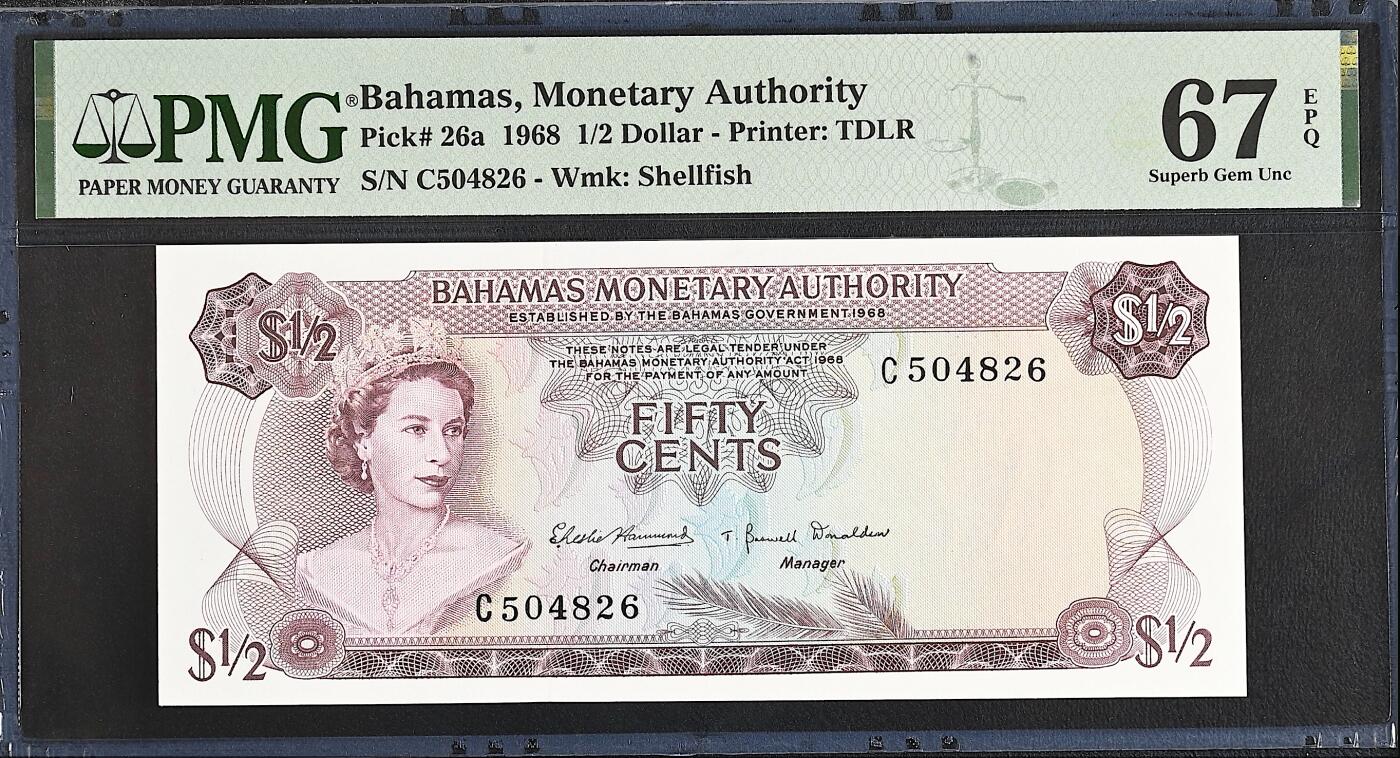 PMG®
PAPER MONEY GUARANTY
Bahamas, Monetary Authority
Pick# 26a 1968 1/2 Dollar - Printer: TDLR
S/N C504826 - Wmk: Shellfish
67
EPQ
Superb Gem Unc
BAHAMAS MONETARY AUTHORITY
ESTABLISHED BY THE BAHAMAS GOVERNMENT 1968
$1/2
$1/2
THESE NOTES ARE LEGAL TENDER UNDER
THE BAHAMAS MONETARY AUTHORITY ACT 1968
FOR THE PAYMENT OF ANY AMOUNT
C504826
FIFTY
CENTS
Chairman
Manager
C504826
$1/2
$1/2